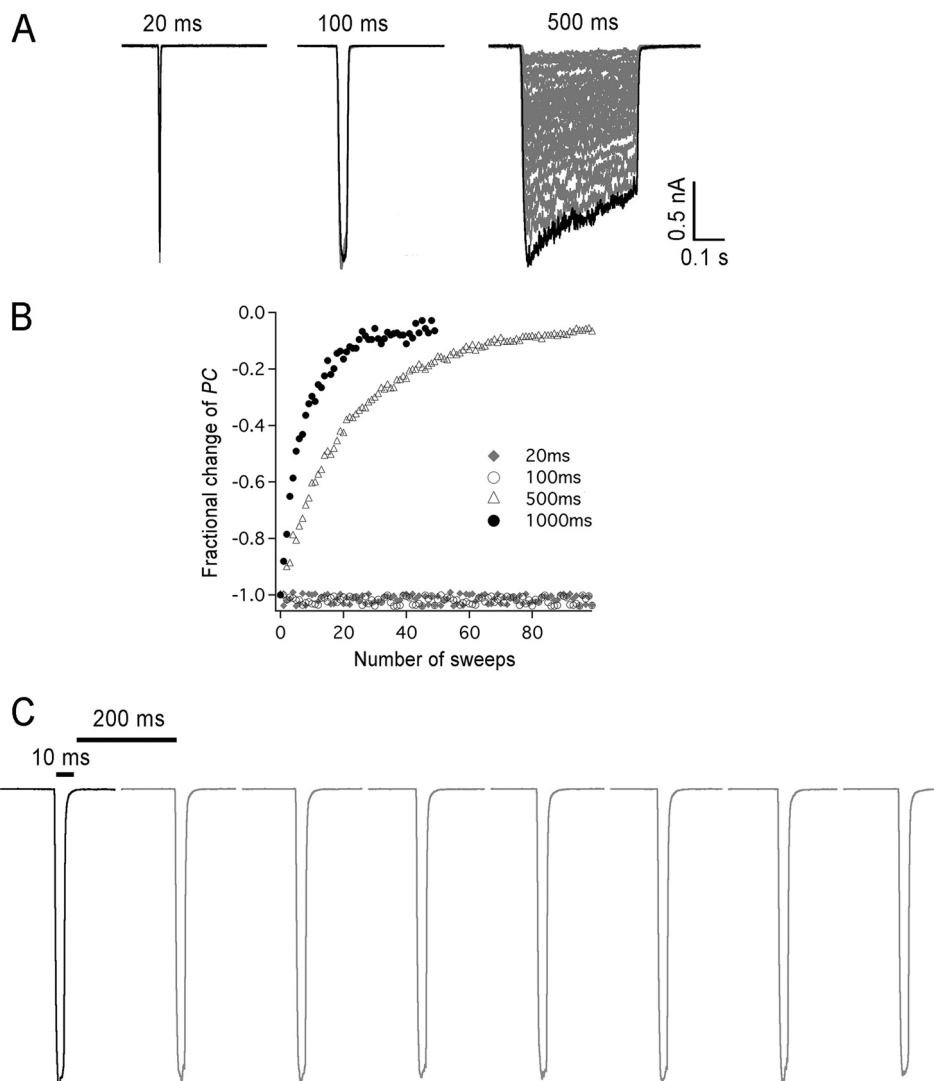 A
20 ms
100 ms
500 ms
0.5 nA
0.1 s
B
Fractional change of PC
0.0
-0.2
-0.4
-0.6
-0.8
-1.0
20ms
100ms
500ms
1000ms
0
20
40
60
80
Number of sweeps
C
200 ms
10 ms